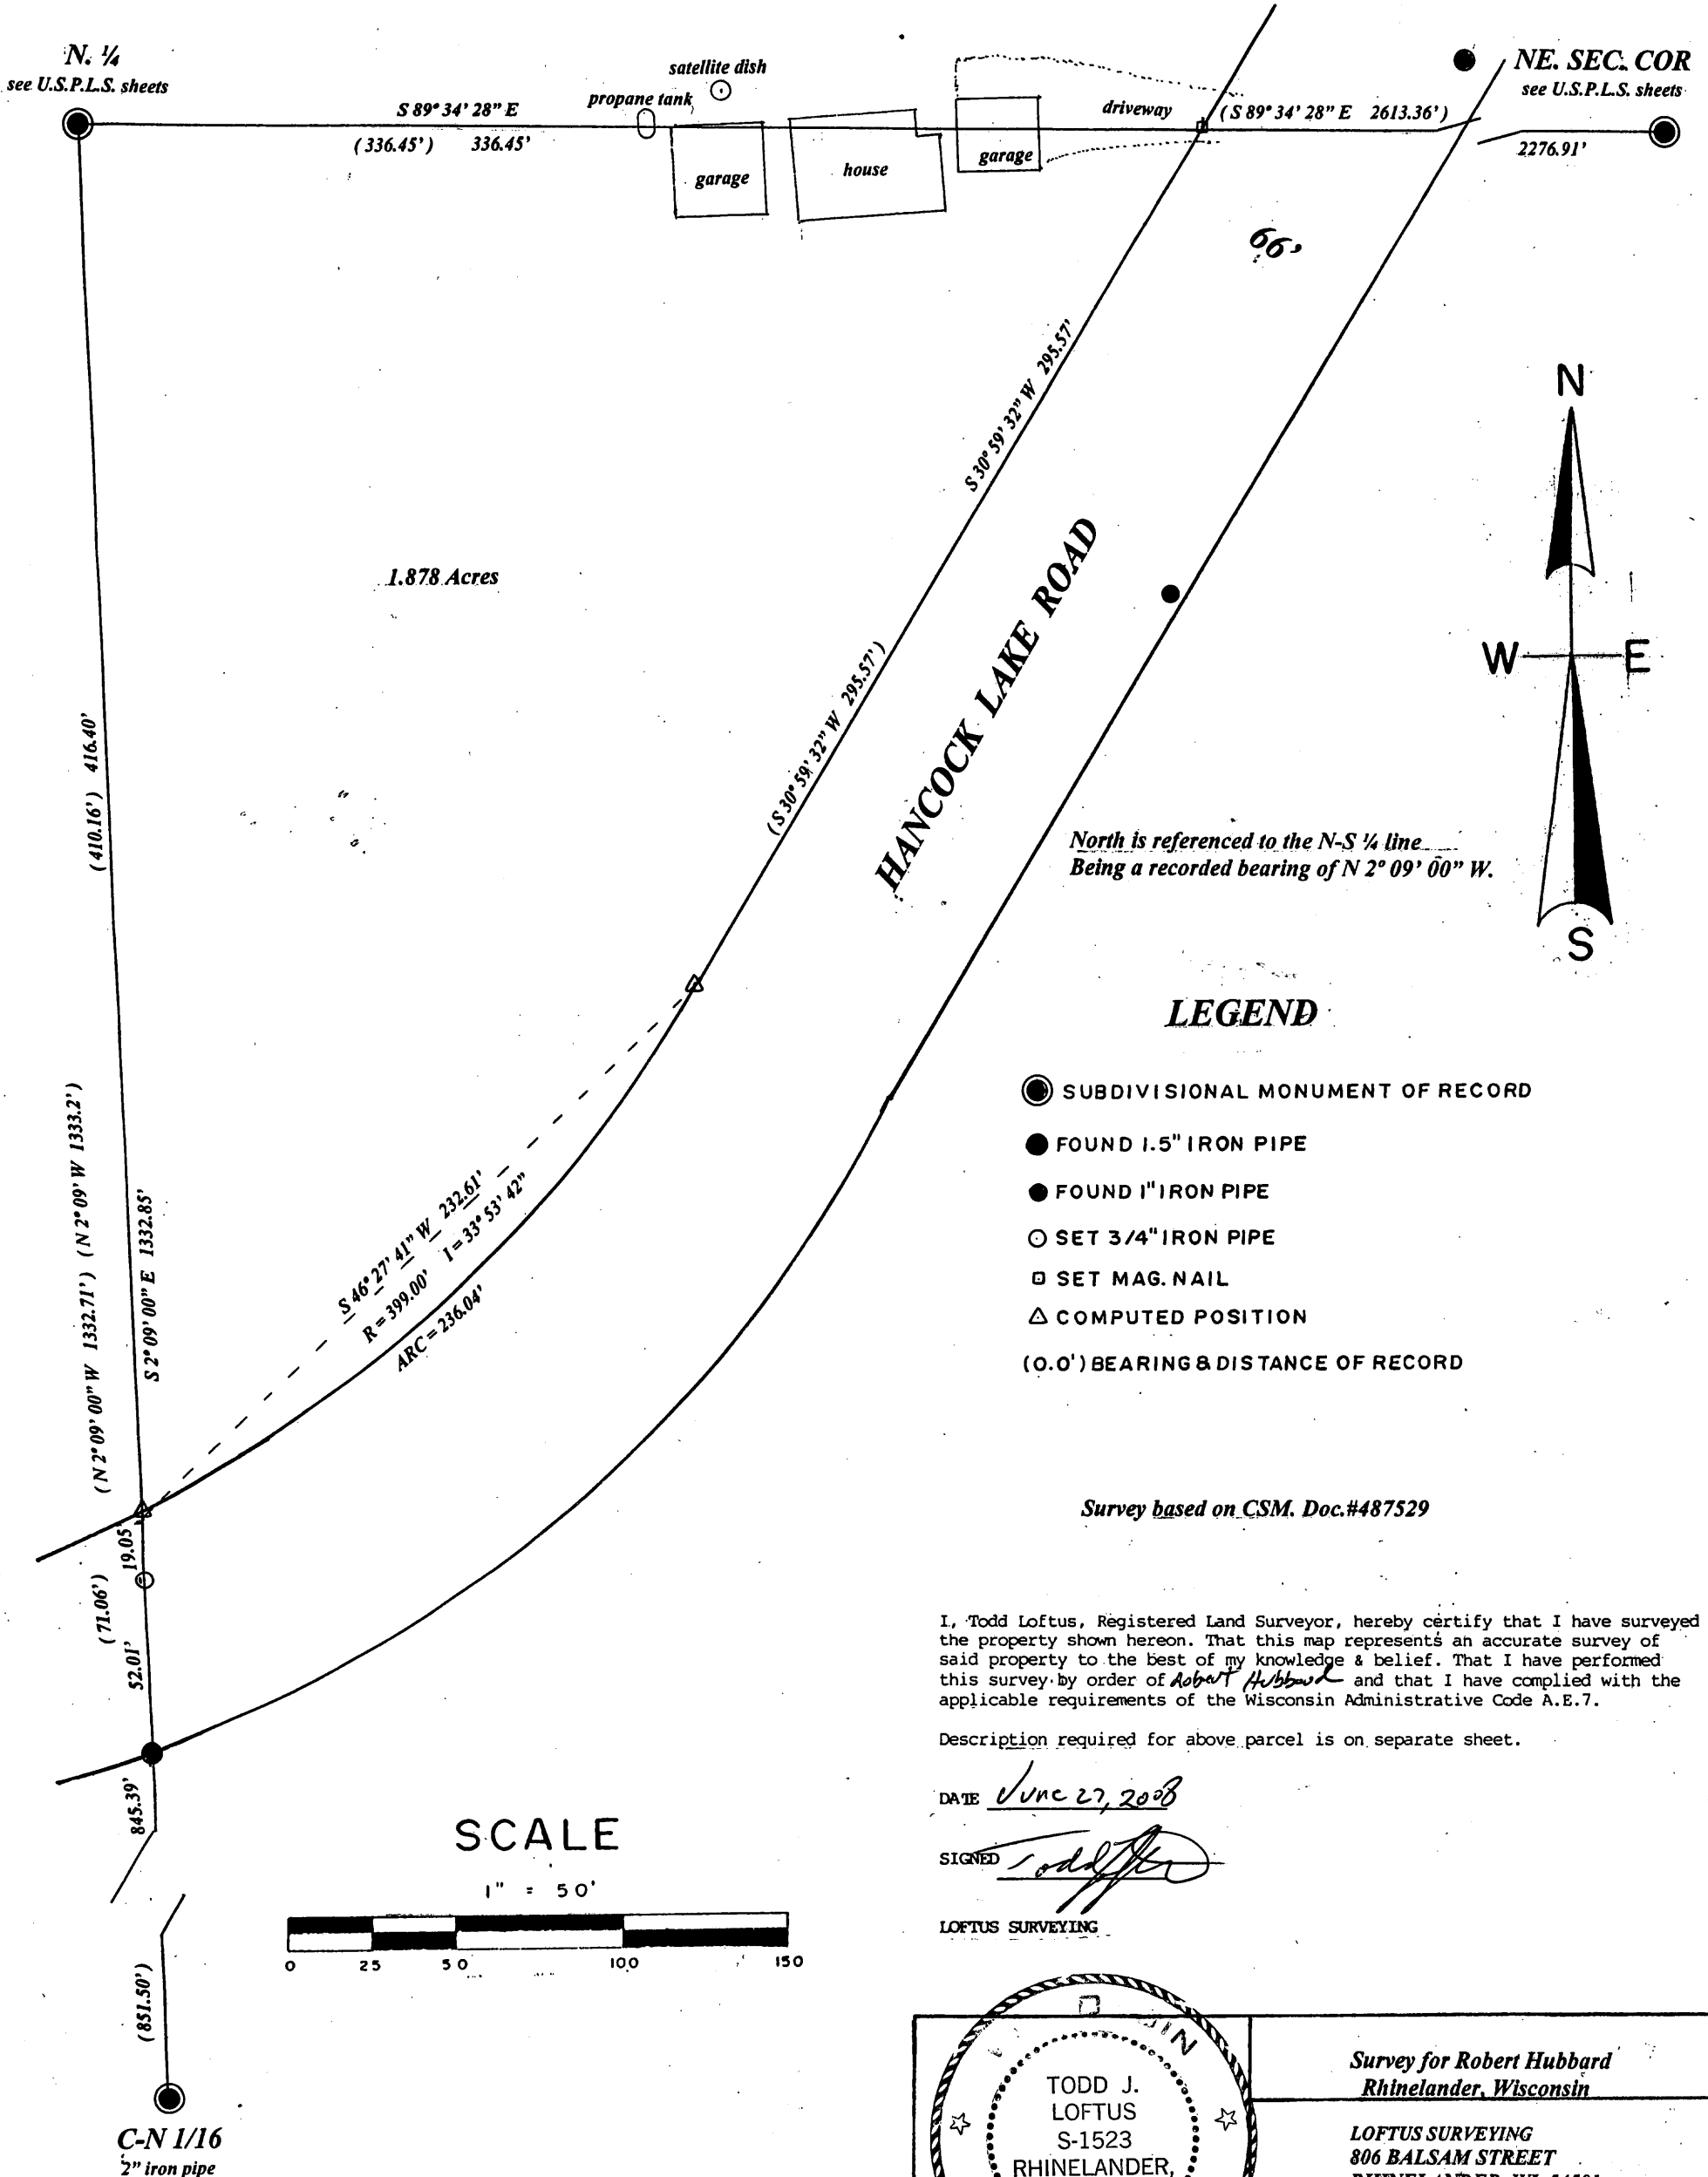 N. ¼
see U.S.P.L.S. sheets
S 89° 34' 28" E
(336.45') 336.45'
propane tank
satellite dish
garage
house
garage
driveway
(S 89° 34' 28" E 2613.36')
NE. SEC. COR
see U.S.P.L.S. sheets
2276.91'
66'
S 30° 59' 32" W 295.57'
(S 30° 59' 32" W 295.57')
HANCOCK LAKE ROAD
1.878 Acres
(410.16') 416.40'
N
W E
S
North is referenced to the N-S ¼ line
Being a recorded bearing of N 2° 09' 00" W.
LEGEND
SUBDIVISIONAL MONUMENT OF RECORD
FOUND 1.5" IRON PIPE
FOUND 1" IRON PIPE
SET 3/4" IRON PIPE
SET MAG. NAIL
COMPUTED POSITION
(0.0') BEARING & DISTANCE OF RECORD
(N 2° 09' 00" W 1332.71') (N 2° 09' W 1333.2')
S 2° 09' 00" E 1332.85'
S 46° 27' 41" W 232.61'
R = 399.00' I = 33° 53' 42"
ARC = 236.04'
19.05'
(71.06')
52.01'
845.39'
(851.50')
C-N 1/16
2" iron pipe
Survey based on CSM. Doc.#487529
I, Todd Loftus, Registered Land Surveyor, hereby certify that I have surveyed
the property shown hereon. That this map represents an accurate survey of
said property to the best of my knowledge & belief. That I have performed
this survey by order of Robert Hubbard and that I have complied with the
applicable requirements of the Wisconsin Administrative Code A.E.7.
Description required for above parcel is on separate sheet.
DATE June 27, 2008
SIGNED Todd Loftus
LOFTUS SURVEYING
SCALE
1" = 50'
0 25 50 100 150
TODD J.
LOFTUS
S-1523
RHINELANDER,
Survey for Robert Hubbard
Rhinelander, Wisconsin
LOFTUS SURVEYING
806 BALSAM STREET